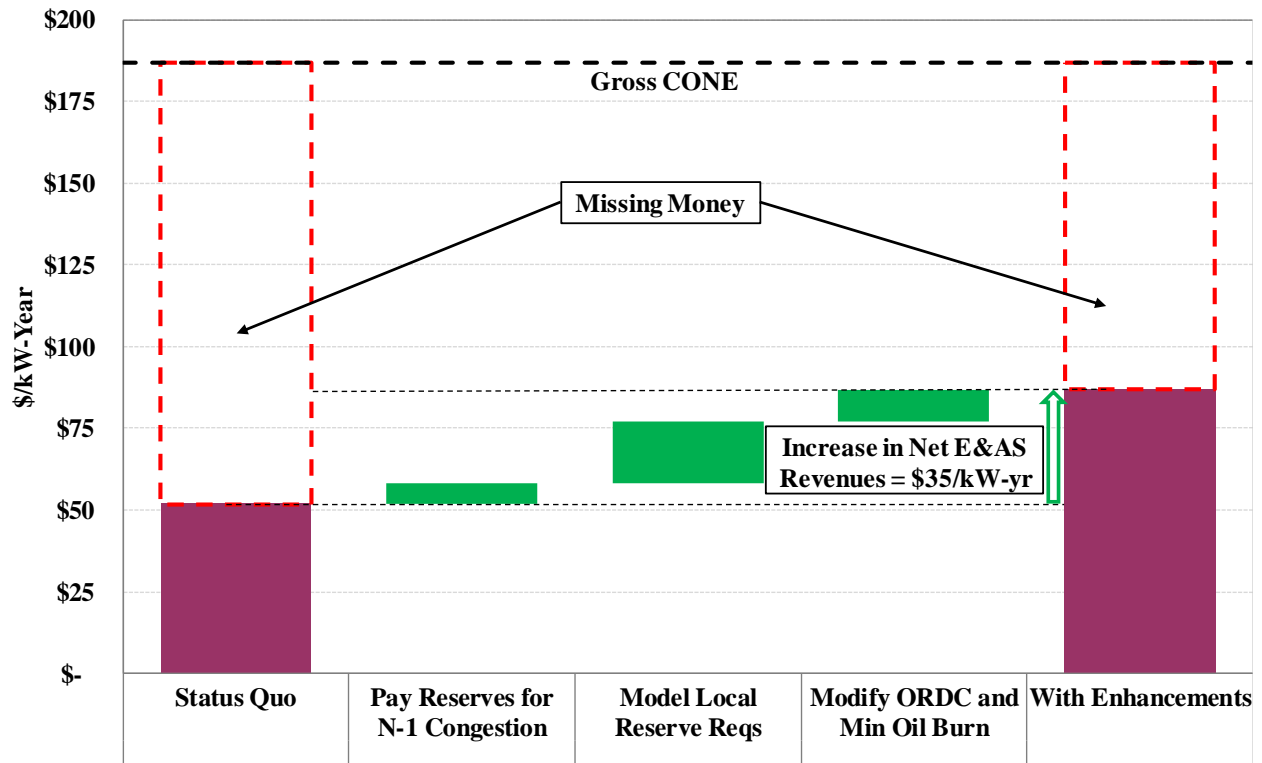 $200
Gross CONE
$175
$150
Missing Money
$125
$/kW-Year
$100
$75
Increase in Net E&AS
Revenues = $35/kW-yr
$50
$25
$-
Status Quo
Pay Reserves for
N-1 Congestion
Model Local
Reserve Reqs
Modify ORDC and
Min Oil Burn
With Enhancements